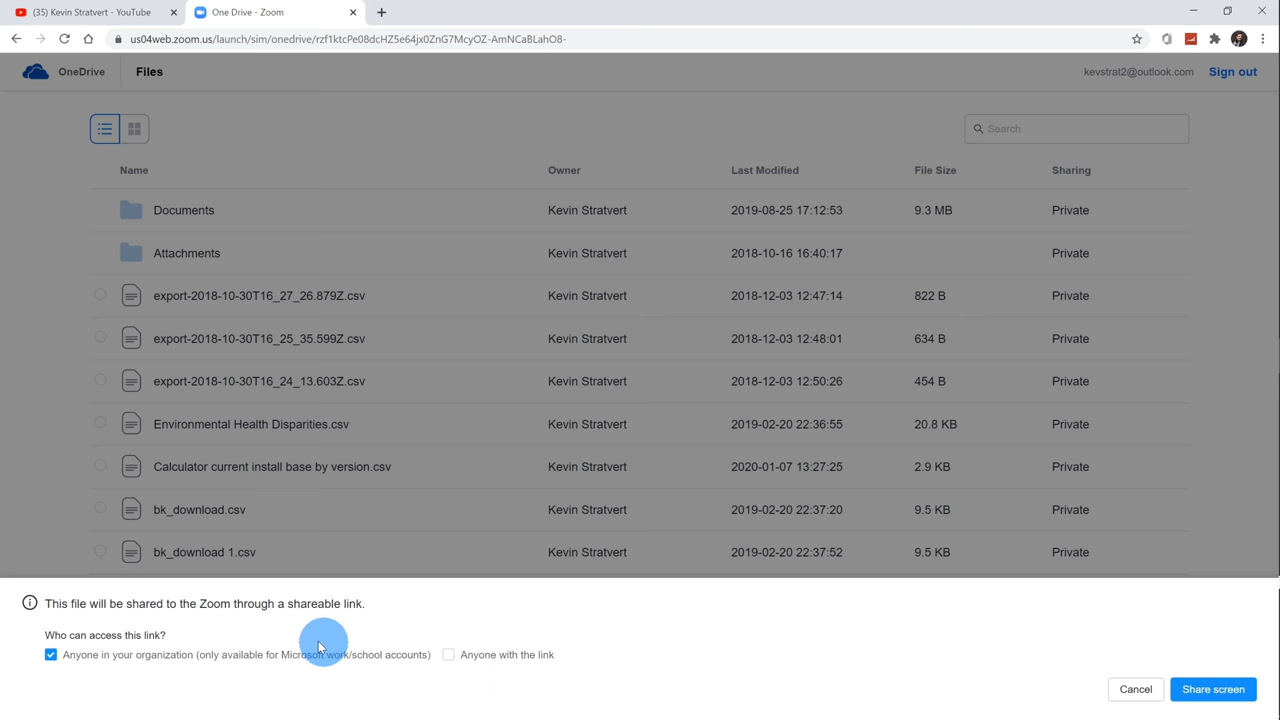 (35) Kevin Stratvert - YouTube
One Drive - Zoom
us04web.zoom.us/launch/sim/onedrive/rzf1ktcPe08dcHZ5e64jx0ZnG7McyOZ-AmNCaBLahO8-
OneDrive Files kevstrat2@outlook.com Sign out
Search
Name Owner Last Modified File Size Sharing
Documents Kevin Stratvert 2019-08-25 17:12:53 9.3 MB Private
Attachments Kevin Stratvert 2018-10-16 16:40:17 Private
export-2018-10-30T16_27_26.879Z.csv Kevin Stratvert 2018-12-03 12:47:14 822 B Private
export-2018-10-30T16_25_35.599Z.csv Kevin Stratvert 2018-12-03 12:48:01 634 B Private
export-2018-10-30T16_24_13.603Z.csv Kevin Stratvert 2018-12-03 12:50:26 454 B Private
Environmental Health Disparities.csv Kevin Stratvert 2019-02-20 22:36:55 20.8 KB Private
Calculator current install base by version.csv Kevin Stratvert 2020-01-07 13:27:25 2.9 KB Private
bk_download.csv Kevin Stratvert 2019-02-20 22:37:20 9.5 KB Private
bk_download 1.csv Kevin Stratvert 2019-02-20 22:37:52 9.5 KB Private
This file will be shared to the Zoom through a shareable link.
Who can access this link?
Anyone in your organization (only available for Microsoft work/school accounts) Anyone with the link
Cancel Share screen